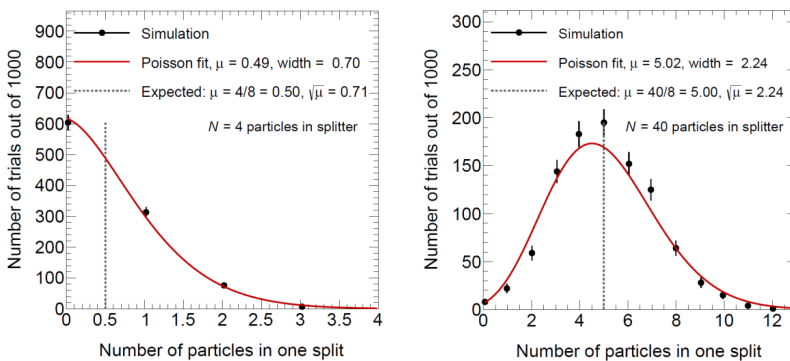 Number of trials out of 1000
900
800
700
600
500
400
300
200
100
0
Simulation
Poisson fit, μ = 0.49, width = 0.70
Expected: μ = 4/8 = 0.50, √μ = 0.71
N = 4 particles in splitter
0 0.5 1 1.5 2 2.5 3 3.5 4
Number of particles in one split
Number of trials out of 1000
300
250
200
150
100
50
0
Simulation
Poisson fit, μ = 5.02, width = 2.24
Expected: μ = 40/8 = 5.00, √μ = 2.24
N = 40 particles in splitter
0 2 4 6 8 10 12
Number of particles in one split